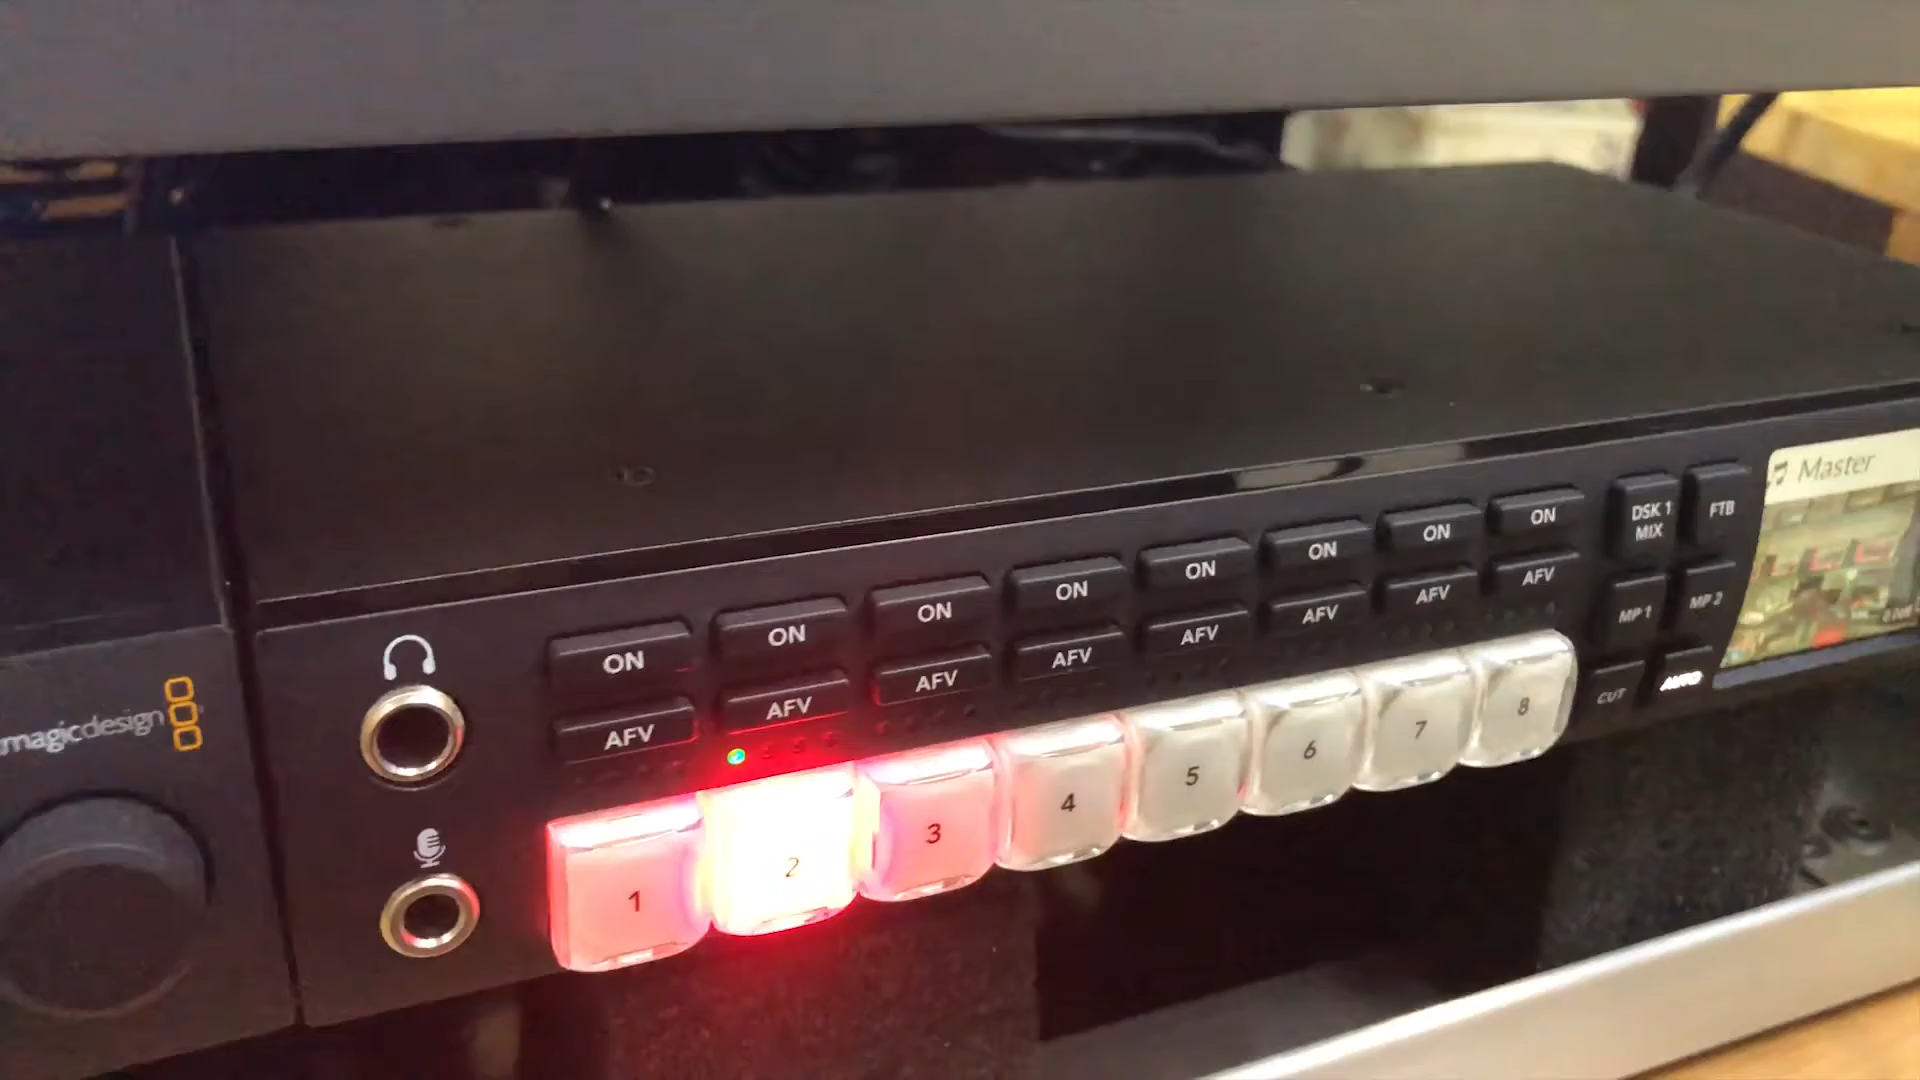 magicdesign
ON ON ON ON ON ON ON ON
AFV AFV AFV AFV AFV AFV AFV AFV
1 2 3 4 5 6 7 8
DSK 1
MIX
FTB
MP 1 MP 2
CUT AUTO
Master